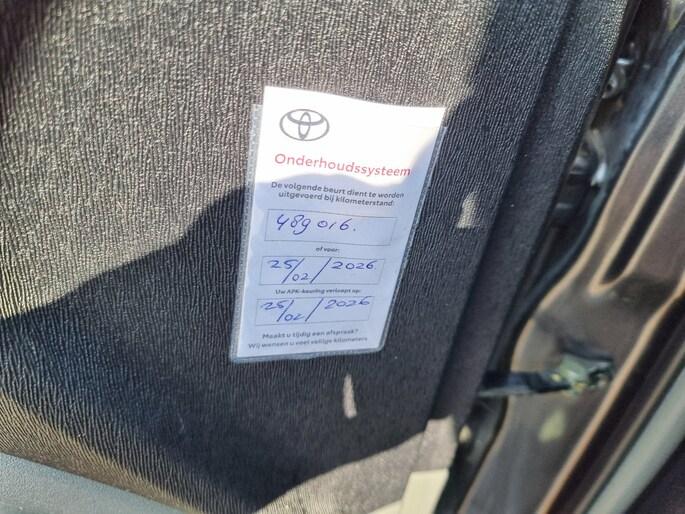 Onderhoudssysteem
De volgende beurt dient te worden
uitgevoerd bij kilometerstand:
489 016.
of voor:
25/02/2026
Uw APK-keuring verloopt op:
25/02/2026
Maakt u tijdig een afspraak?
Wij wensen u veel veilige kilometers